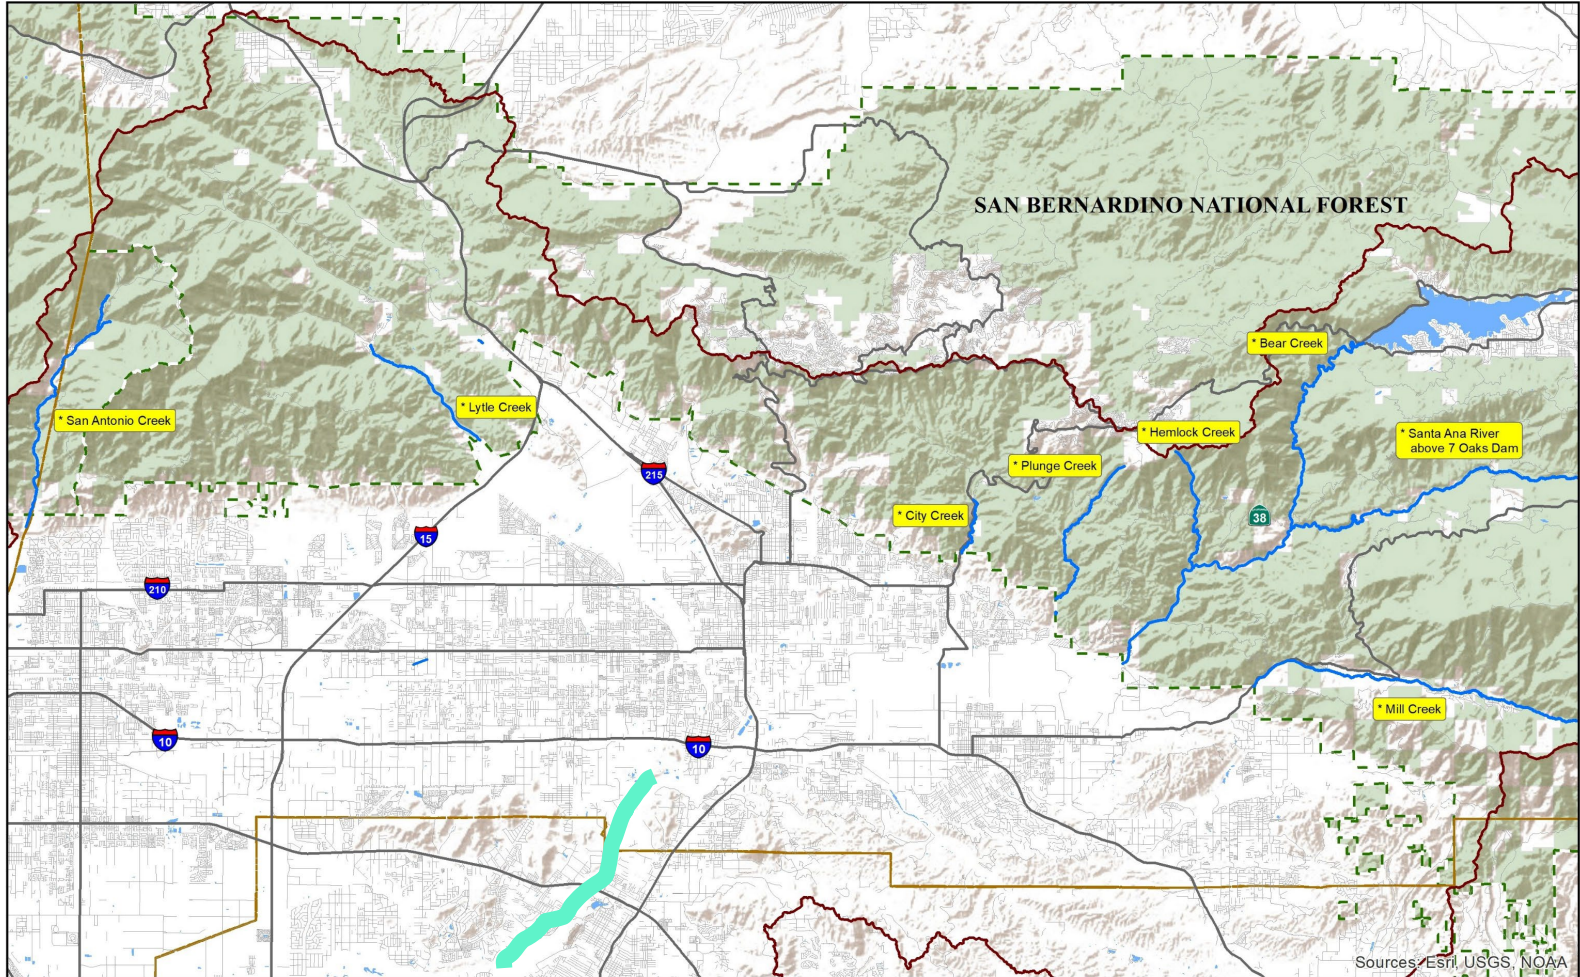 SAN BERNARDINO NATIONAL FOREST
* Bear Creek
* San Antonio Creek
* Lytle Creek
* Hemlock Creek
* Santa Ana River
above 7 Oaks Dam
* Plunge Creek
215
* City Creek
38
15
210
* Mill Creek
10
10
Sources: Esri, USGS, NOAA